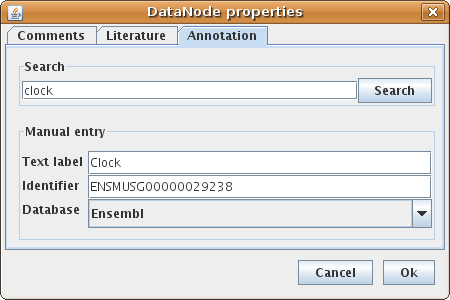 DataNode properties
Comments Literature Annotation
Search
clock Search
Manual entry
Text label Clock
Identifier ENSMUSG00000029238
Database Ensembl
Cancel Ok